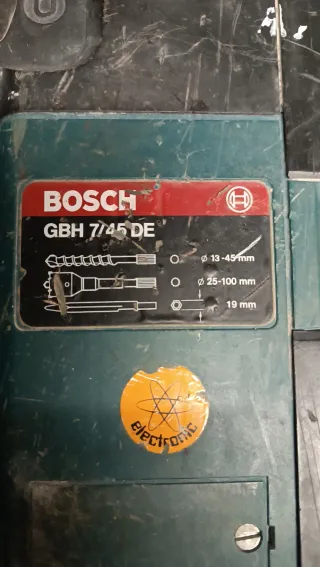 BOSCH
GBH 7/45 DE
Ø 13-45 mm
Ø 25-100 mm
19 mm
electronic